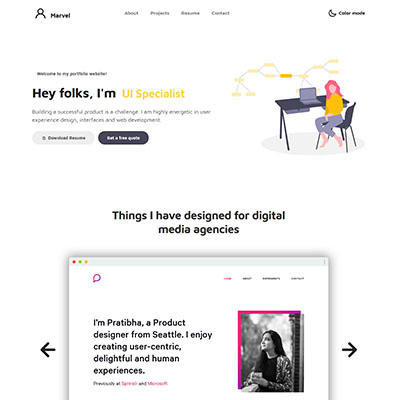 Marvel
About Projects Resume Contact
Color mode
Welcome to my portfolio website!
Hey folks, I'm UI Specialist
Building a successful product is a challenge. I am highly energetic in user
experience design, interfaces and web development.
Download Resume
Get a free quote
Things I have designed for digital
media agencies
HOME ABOUT EXPERIMENTS CONTACT
I'm Pratibha, a Product
designer from Seattle. I enjoy
creating user-centric,
delightful and human
experiences.
Previously at Sprinklr and Microsoft